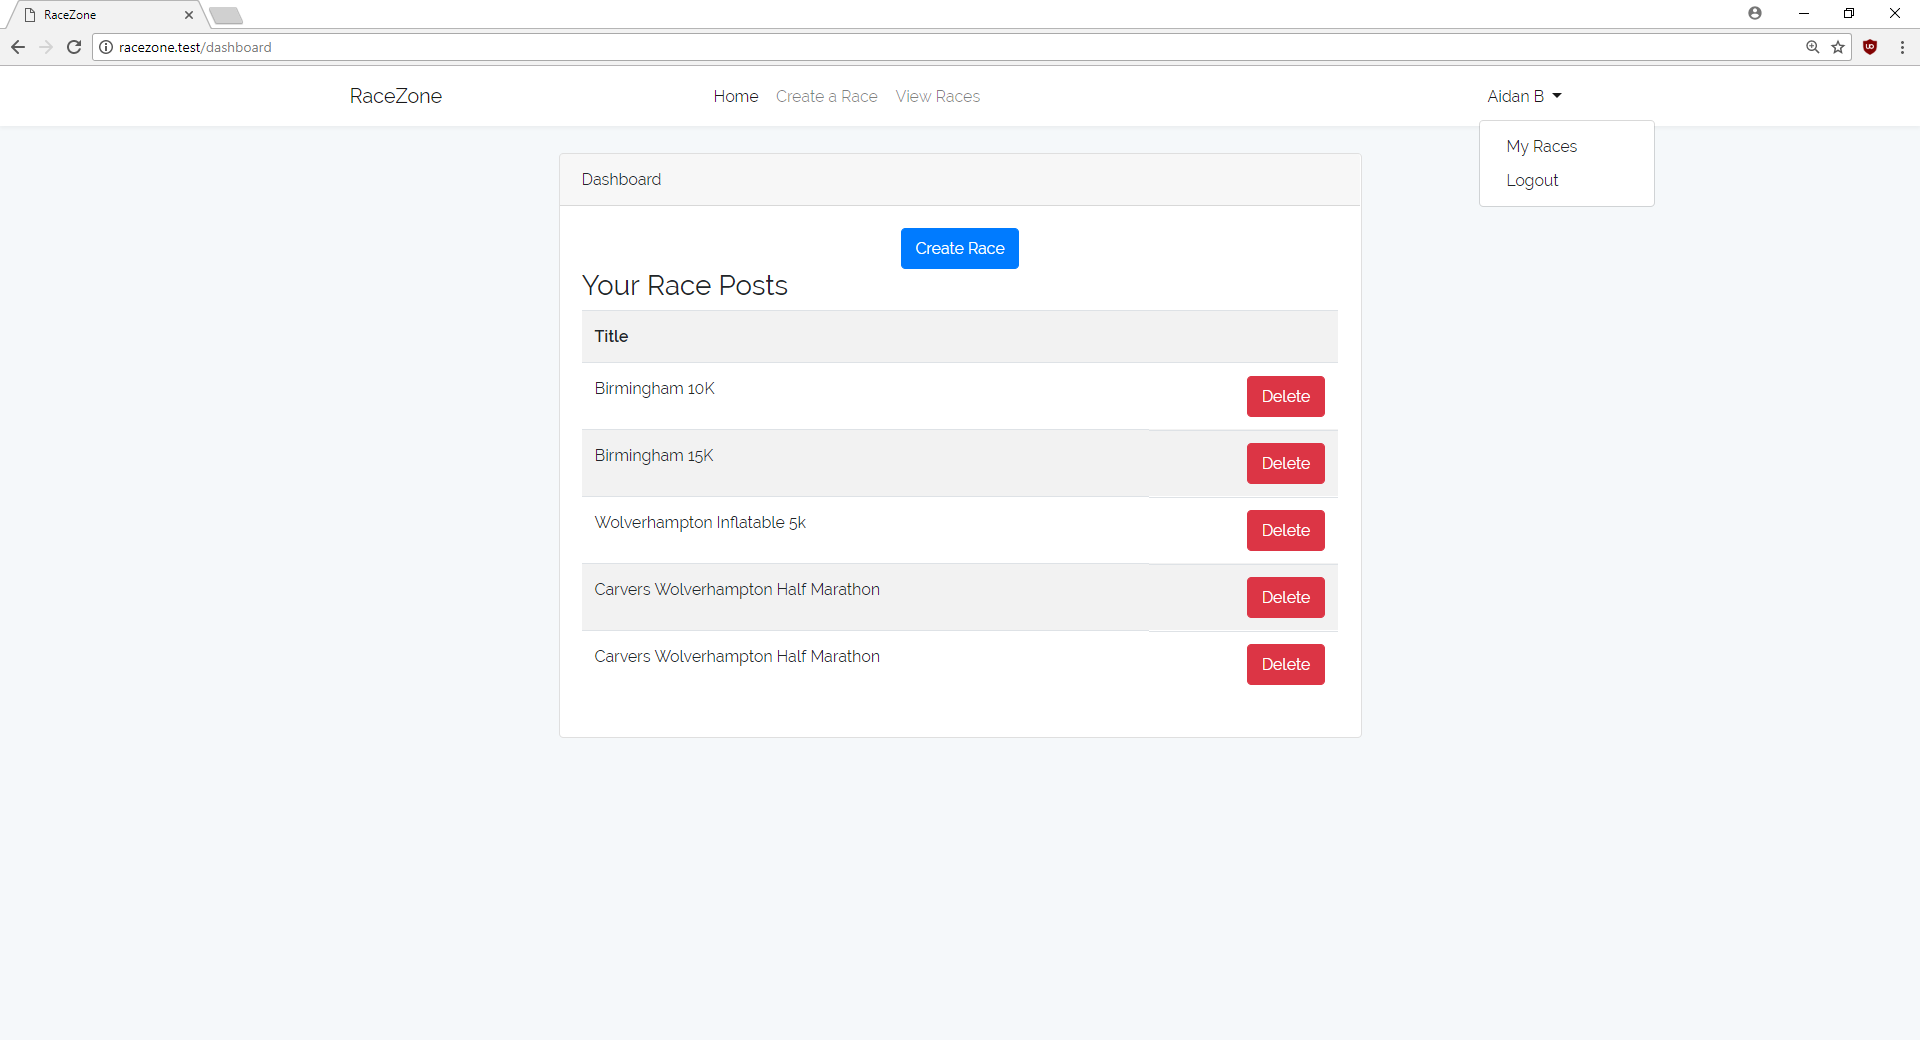 RaceZone
racezone.test/dashboard
RaceZone Home Create a Race View Races Aidan B
My Races
Logout
Dashboard
Create Race
Your Race Posts
Title
Birmingham 10K Delete
Birmingham 15K Delete
Wolverhampton Inflatable 5k Delete
Carvers Wolverhampton Half Marathon Delete
Carvers Wolverhampton Half Marathon Delete